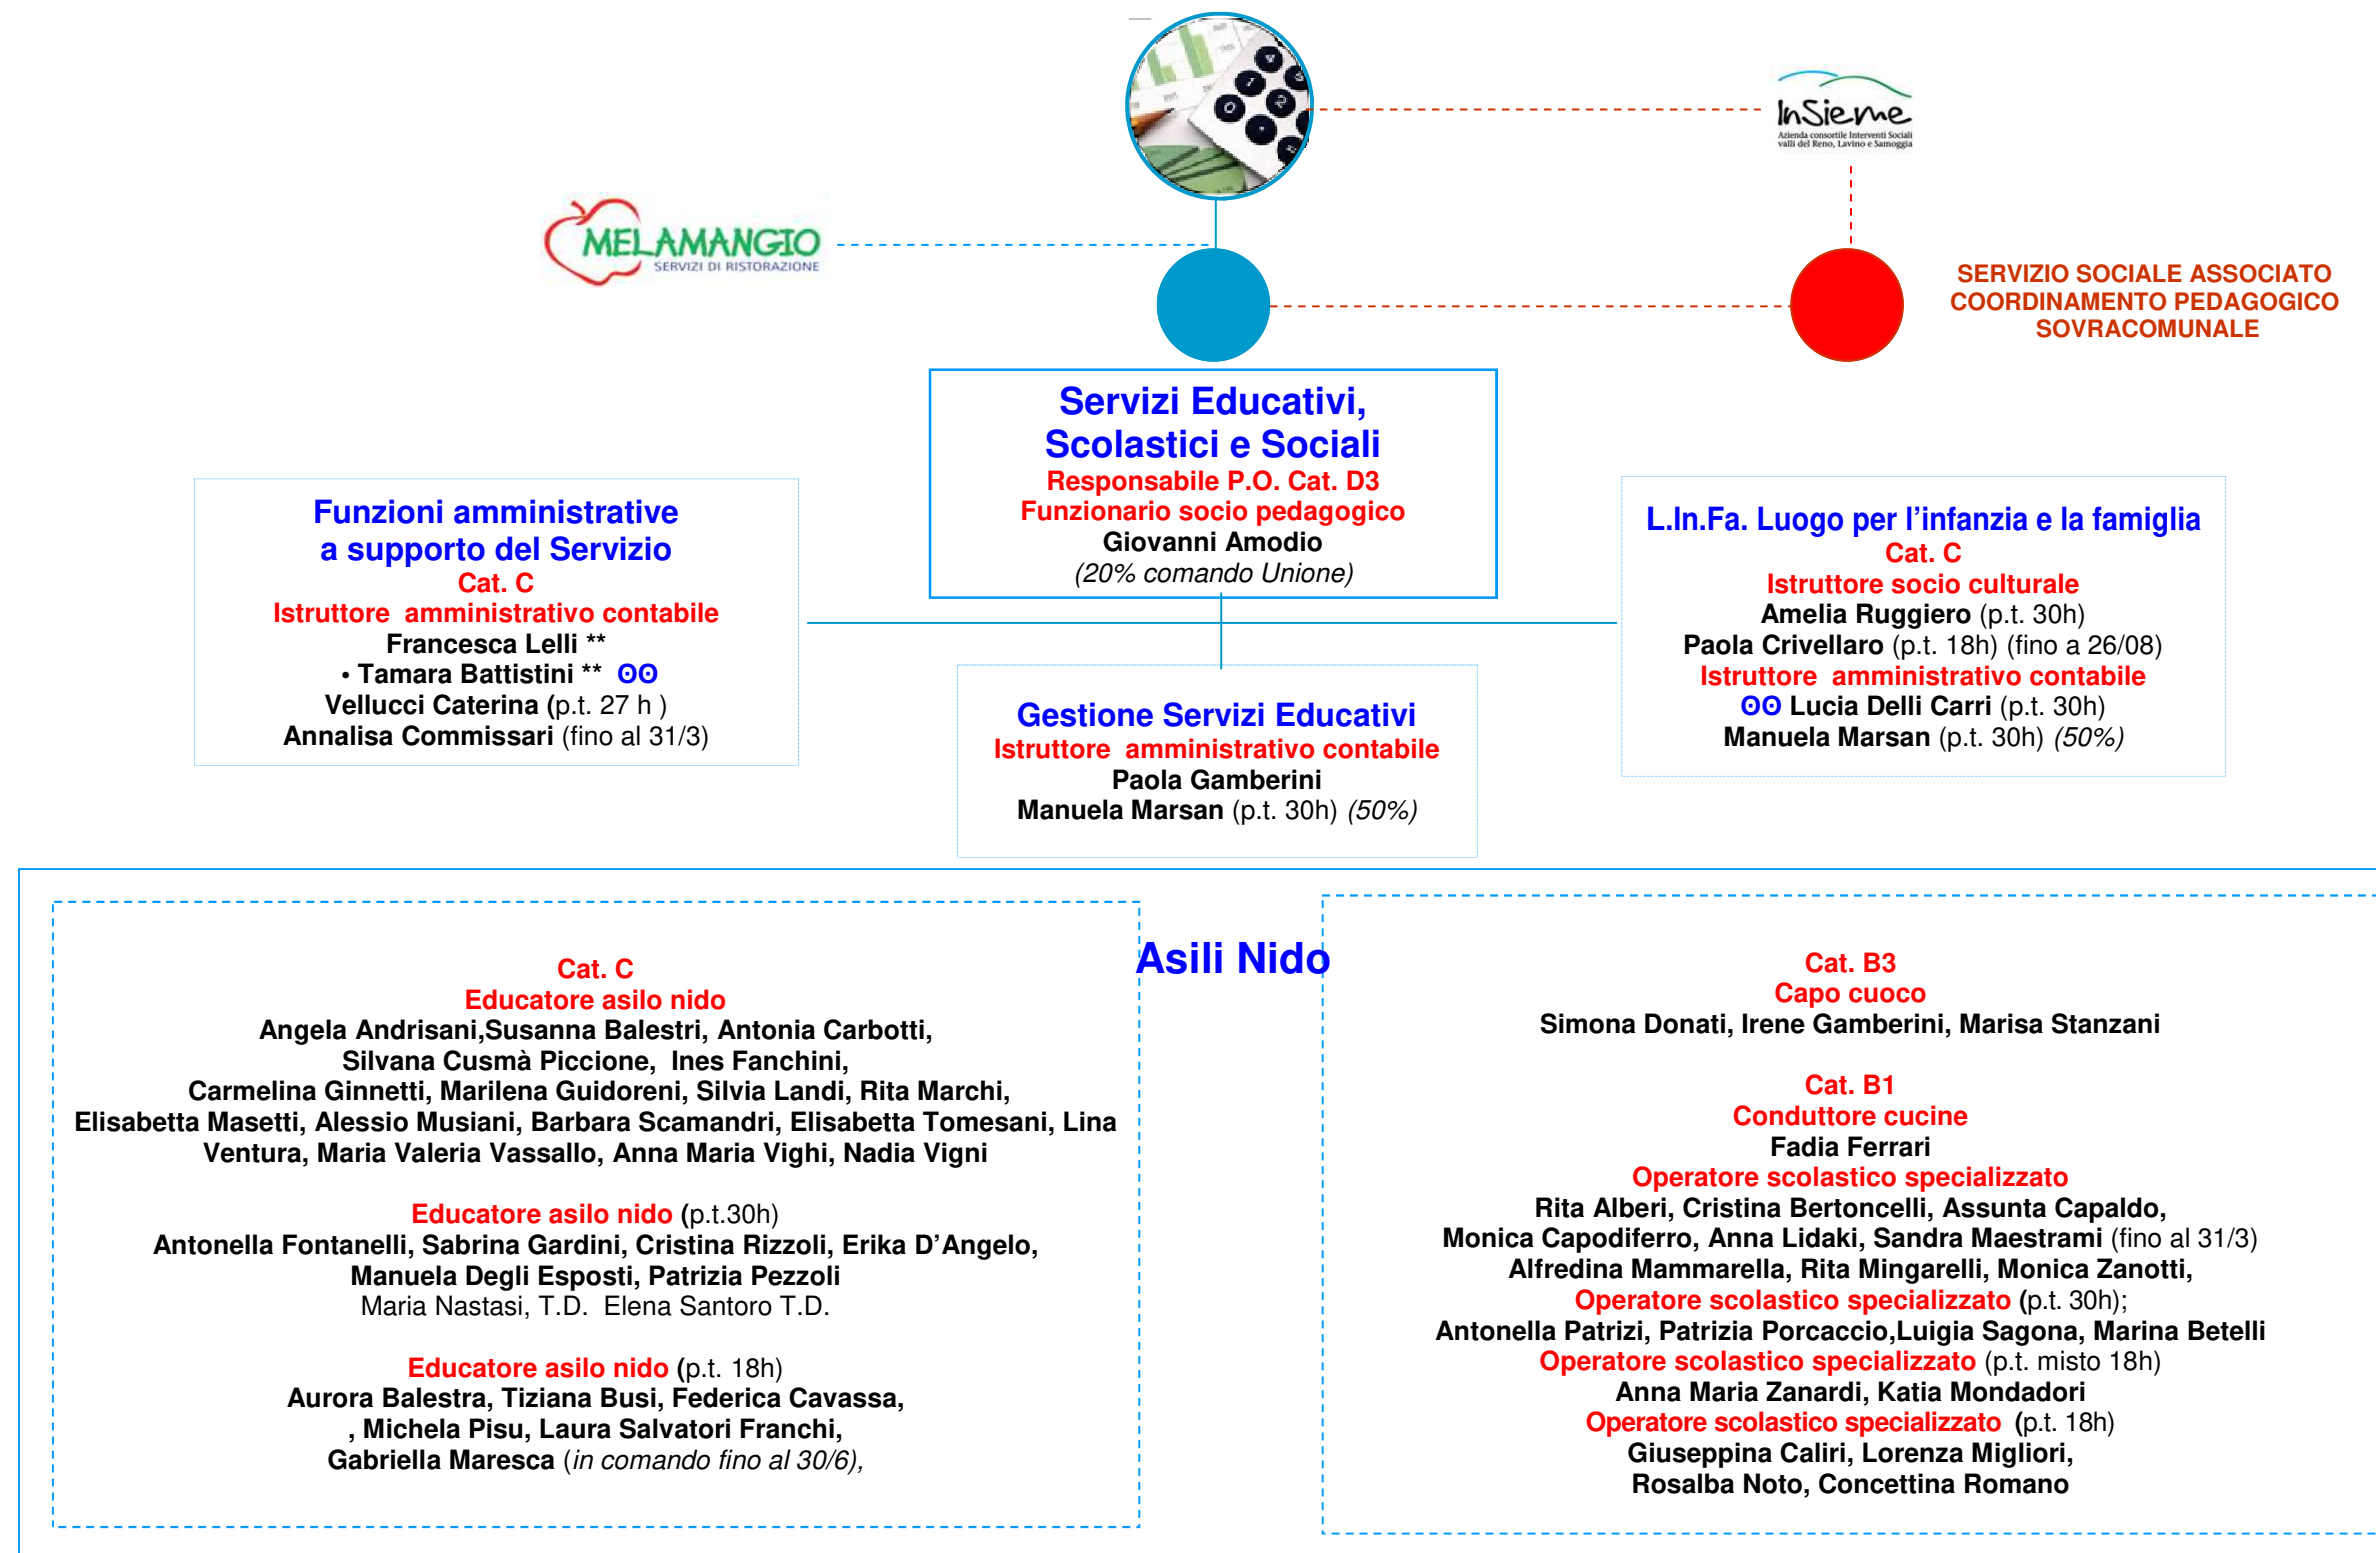 InSieme
Azienda consortile Interventi Sociali
valli del Reno, Lavino e Samoggia
MELAMANGIO
SERVIZI DI RISTORAZIONE
SERVIZIO SOCIALE ASSOCIATO
COORDINAMENTO PEDAGOGICO
SOVRACOMUNALE
Servizi Educativi,
Scolastici e Sociali
Responsabile P.O. Cat. D3
Funzionario socio pedagogico
Giovanni Amodio
(20% comando Unione)
Funzioni amministrative
a supporto del Servizio
Cat. C
Istruttore amministrativo contabile
Francesca Lelli **
• Tamara Battistini ** ʘʘ
Vellucci Caterina (p.t. 27 h )
Annalisa Commissari (fino al 31/3)
Gestione Servizi Educativi
Istruttore amministrativo contabile
Paola Gamberini
Manuela Marsan (p.t. 30h) (50%)
L.In.Fa. Luogo per l’infanzia e la famiglia
Cat. C
Istruttore socio culturale
Amelia Ruggiero (p.t. 30h)
Paola Crivellaro (p.t. 18h) (fino a 26/08)
Istruttore amministrativo contabile
ʘʘ Lucia Delli Carri (p.t. 30h)
Manuela Marsan (p.t. 30h) (50%)
Asili Nido
Cat. C
Educatore asilo nido
Angela Andrisani,Susanna Balestri, Antonia Carbotti,
Silvana Cusmà Piccione, Ines Fanchini,
Carmelina Ginnetti, Marilena Guidoreni, Silvia Landi, Rita Marchi,
Elisabetta Masetti, Alessio Musiani, Barbara Scamandri, Elisabetta Tomesani, Lina
Ventura, Maria Valeria Vassallo, Anna Maria Vighi, Nadia Vigni
Educatore asilo nido (p.t.30h)
Antonella Fontanelli, Sabrina Gardini, Cristina Rizzoli, Erika D’Angelo,
Manuela Degli Esposti, Patrizia Pezzoli
Maria Nastasi, T.D. Elena Santoro T.D.
Educatore asilo nido (p.t. 18h)
Aurora Balestra, Tiziana Busi, Federica Cavassa,
, Michela Pisu, Laura Salvatori Franchi,
Gabriella Maresca (in comando fino al 30/6),
Cat. B3
Capo cuoco
Simona Donati, Irene Gamberini, Marisa Stanzani
Cat. B1
Conduttore cucine
Fadia Ferrari
Operatore scolastico specializzato
Rita Alberi, Cristina Bertoncelli, Assunta Capaldo,
Monica Capodiferro, Anna Lidaki, Sandra Maestrami (fino al 31/3)
Alfredina Mammarella, Rita Mingarelli, Monica Zanotti,
Operatore scolastico specializzato (p.t. 30h);
Antonella Patrizi, Patrizia Porcaccio,Luigia Sagona, Marina Betelli
Operatore scolastico specializzato (p.t. misto 18h)
Anna Maria Zanardi, Katia Mondadori
Operatore scolastico specializzato (p.t. 18h)
Giuseppina Caliri, Lorenza Migliori,
Rosalba Noto, Concettina Romano